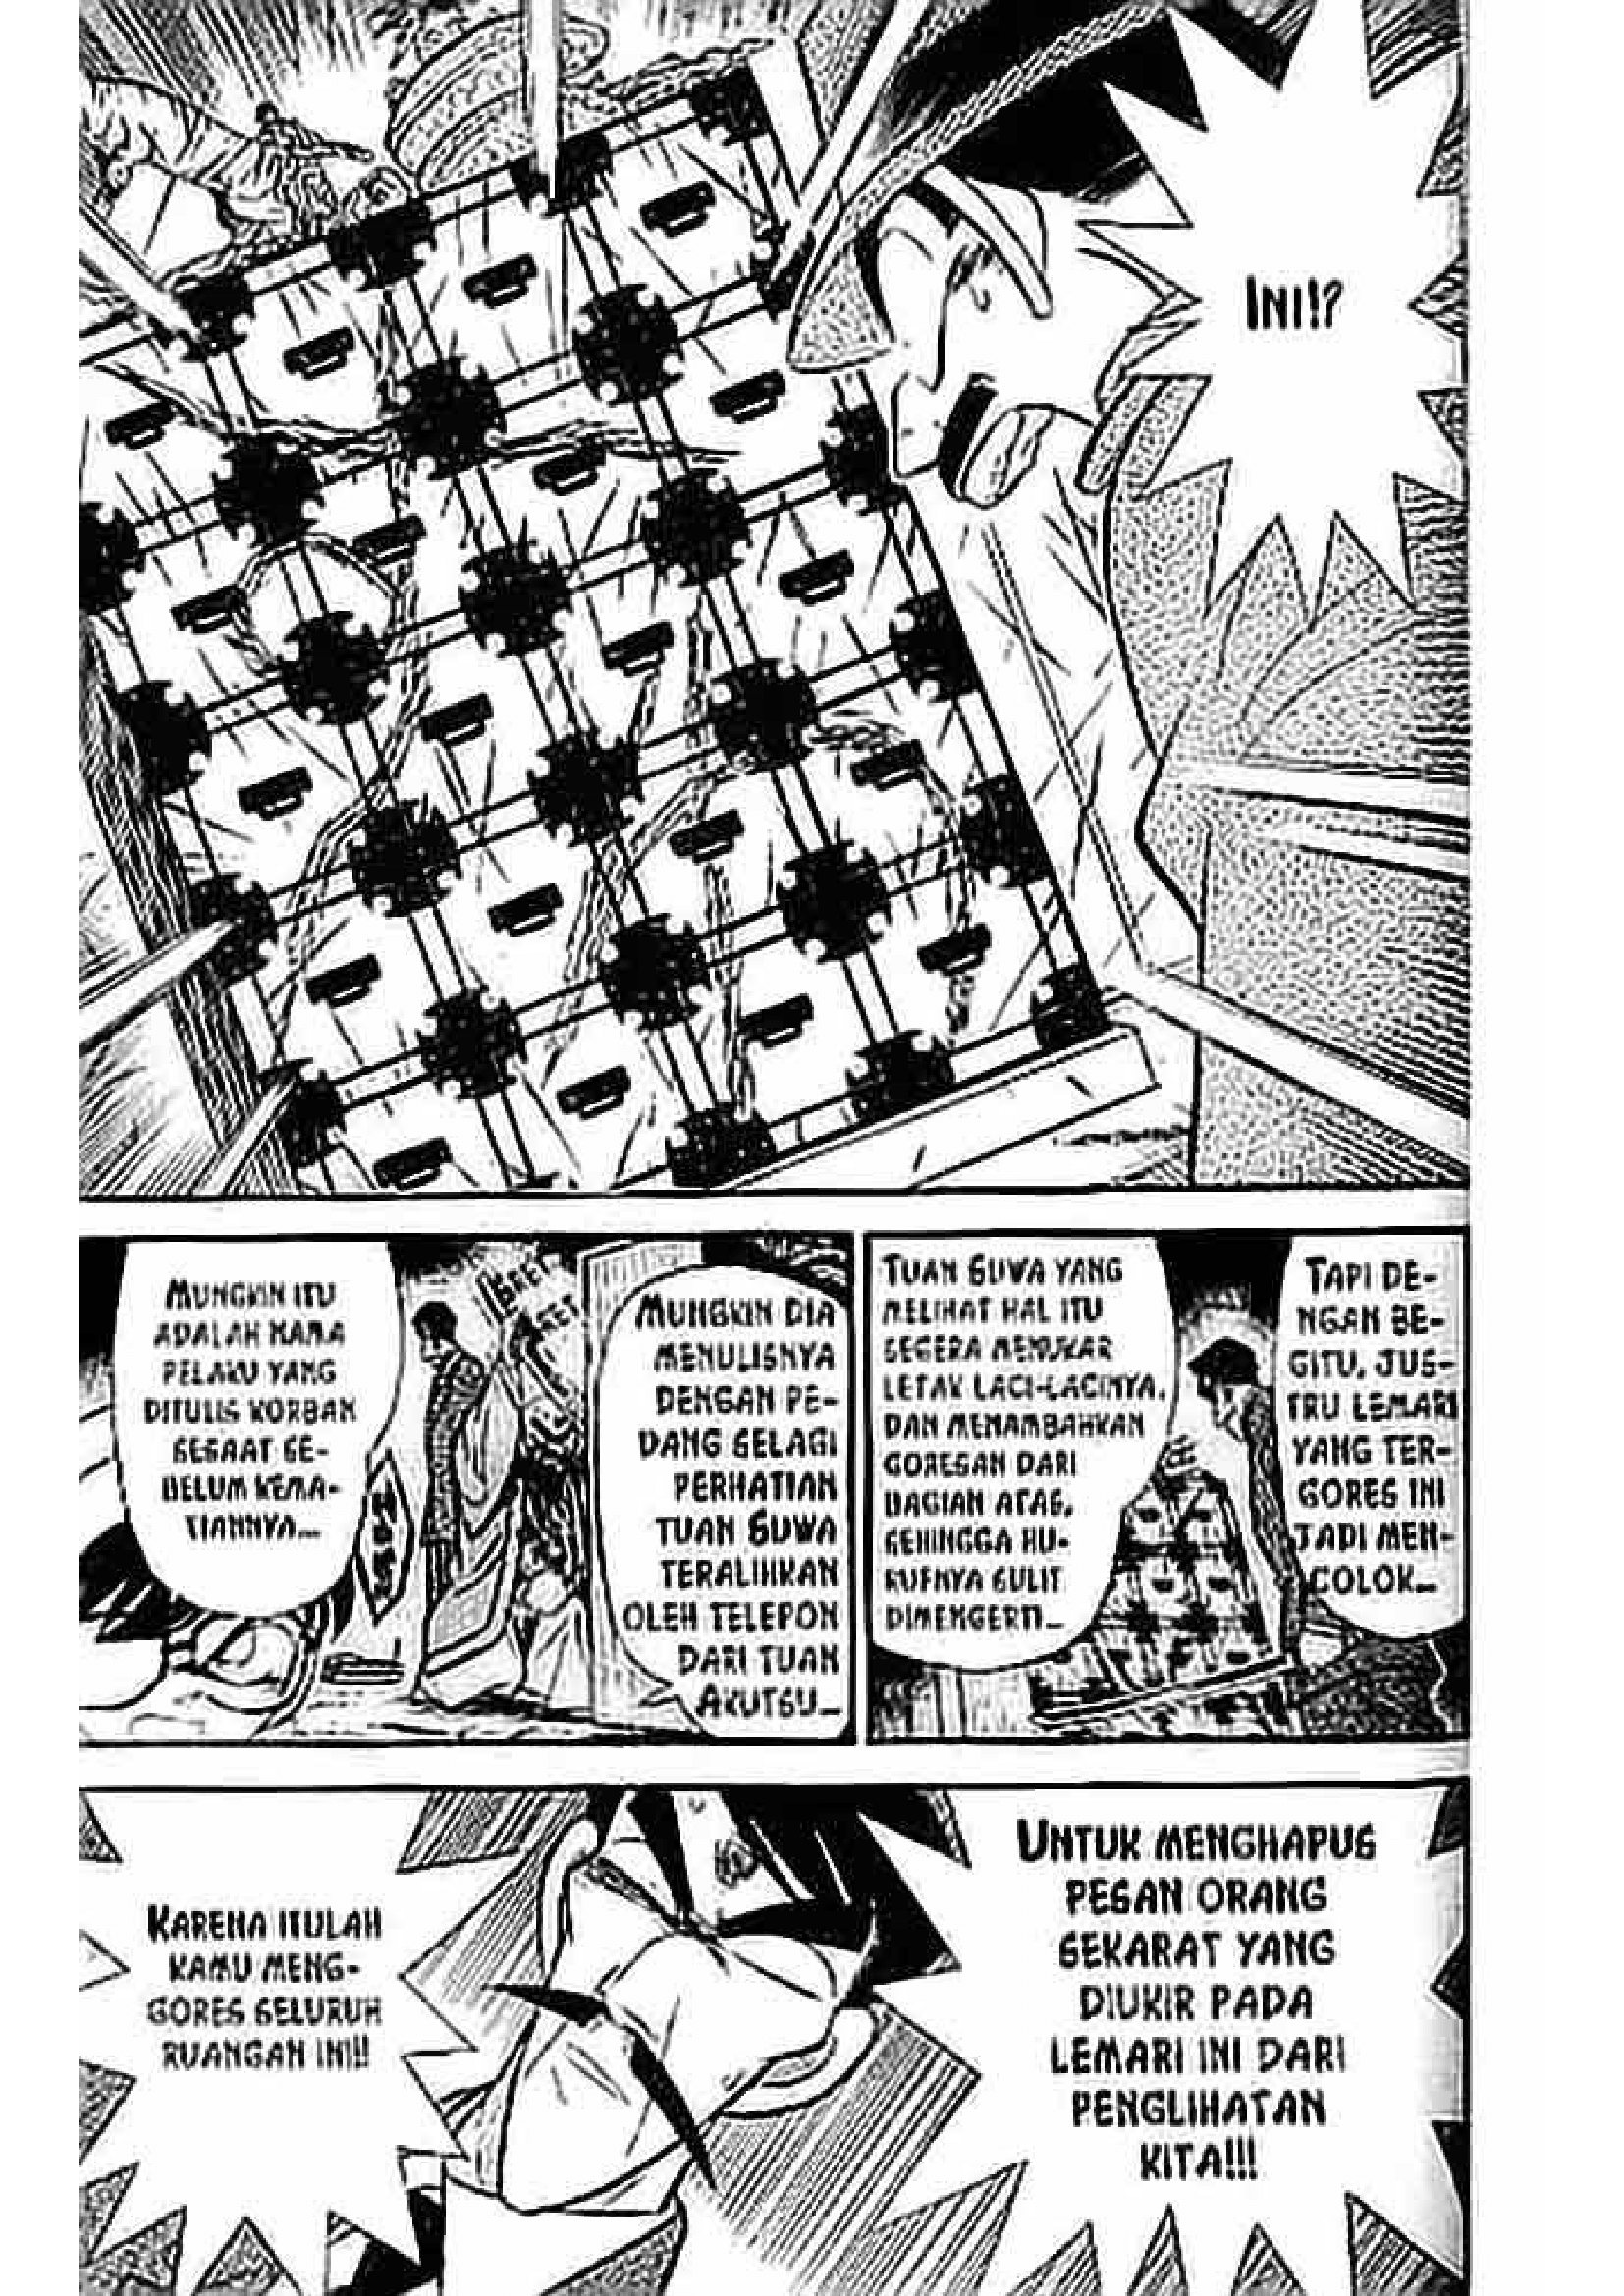 INI!?
TAPI DE-
NGAN BE-
GITU, JUS-
TRU LEMARI
YANG TER-
GORES INI
JADI MEN-
COLOK...
TUAN SUWA YANG
MELIHAT HAL ITU
SEGERA MENUKAR
LETAK LACI-LACINYA,
DAN MENAMBAHKAN
GORESAN DARI
BAGIAN ATAS,
SEHINGGA HU-
RUFNYA SULIT
DIMENGERTI...
MUNGKIN DIA
MENULISNYA
DENGAN PE-
DANG SELAGI
PERHATIAN
TUAN SUWA
TERALIHKAN
OLEH TELEPON
DARI TUAN
AKUTSU...
SRET
SRET
MUNGKIN ITU
ADALAH NAMA
PELAKU YANG
DITULIS KORBAN
SESAAT SE-
BELUM KEMA-
TIANNYA...
UNTUK MENGHAPUS
PESAN ORANG
SEKARAT YANG
DIUKIR PADA
LEMARI INI DARI
PENGLIHATAN
KITA!!!
KARENA ITULAH
KAMU MENG-
GORES SELURUH
RUANGAN INI!!